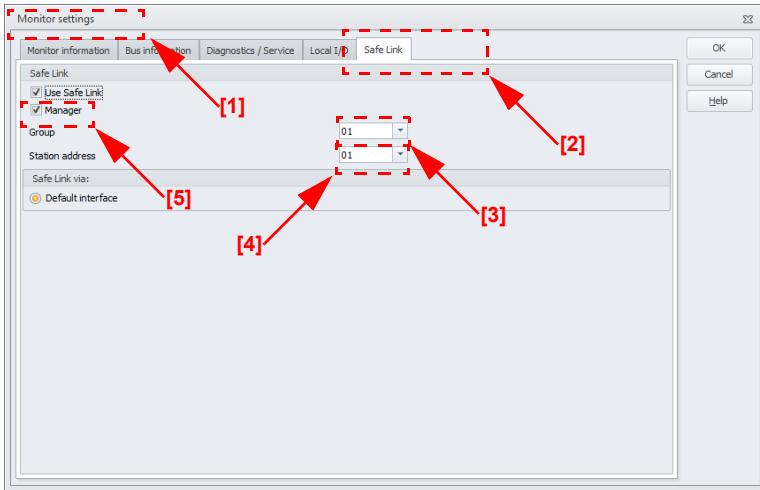 Monitor settings
Monitor information Bus information Diagnostics / Service Local I/O Safe Link
OK
Safe Link
Cancel
Use Safe Link
Help
[1]
Manager
Group 01
[2]
Station address 01
Safe Link via:
[5]
Default interface
[3]
[4]